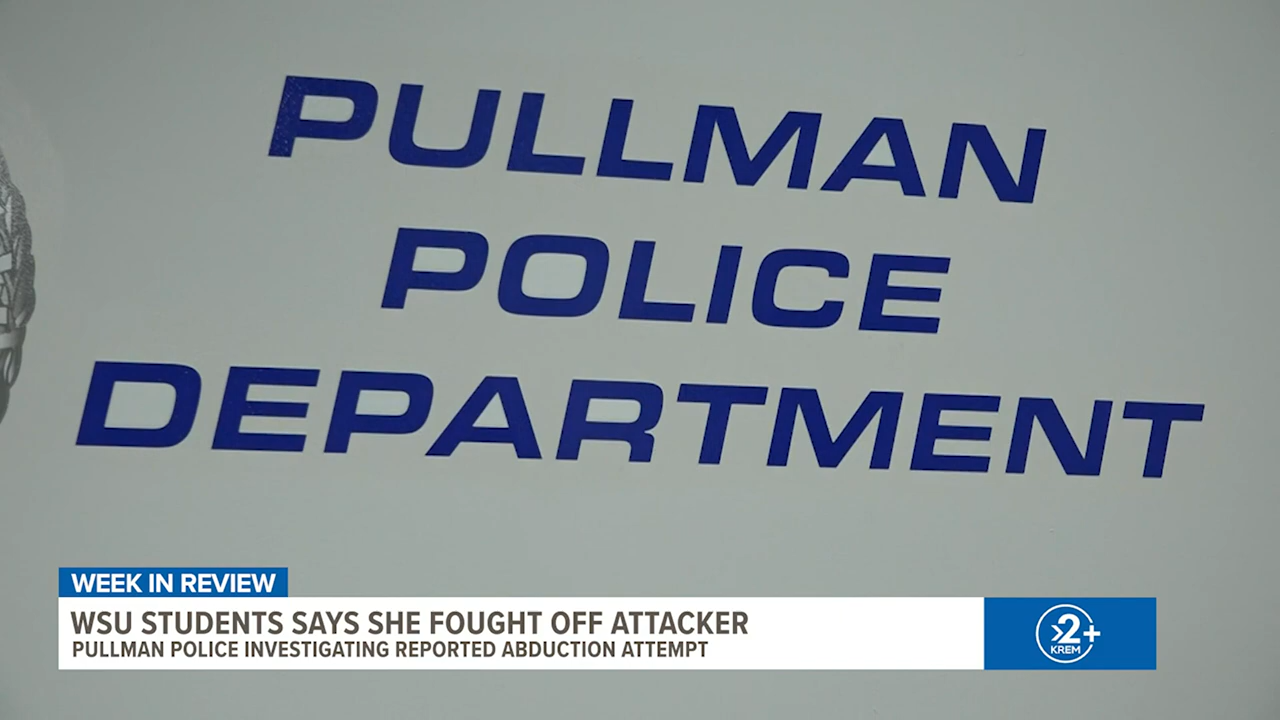 PULLMAN
POLICE
DEPARTMENT
WEEK IN REVIEW
WSU STUDENTS SAYS SHE FOUGHT OFF ATTACKER
PULLMAN POLICE INVESTIGATING REPORTED ABDUCTION ATTEMPT
2+
KREM